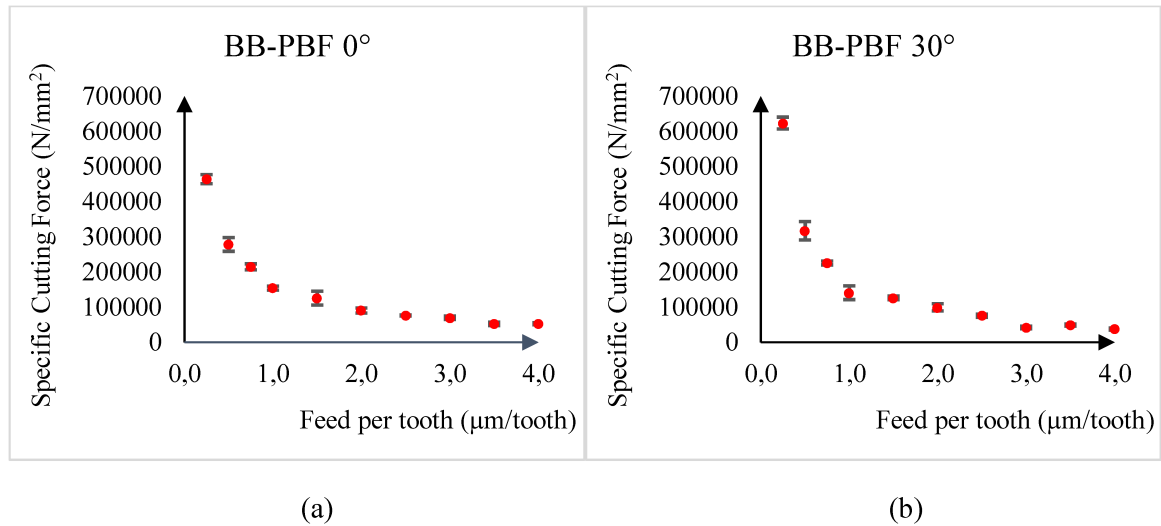 BB-PBF 0°
Specific Cutting Force (N/mm²)
700000
600000
500000
400000
300000
200000
100000
0
0,0 1,0 2,0 3,0 4,0
Feed per tooth (μm/tooth)
(a)
BB-PBF 30°
Specific Cutting Force (N/mm²)
700000
600000
500000
400000
300000
200000
100000
0
0,0 1,0 2,0 3,0 4,0
Feed per tooth (μm/tooth)
(b)